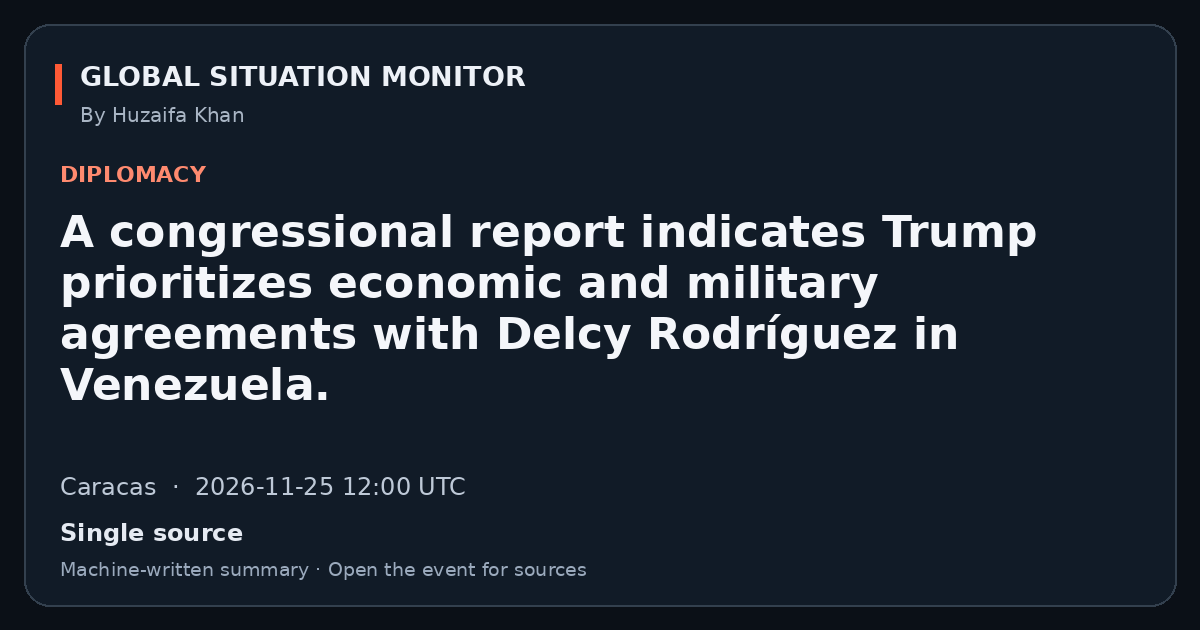 GLOBAL SITUATION MONITOR
By Huzaifa Khan
DIPLOMACY
A congressional report indicates Trump
prioritizes economic and military
agreements with Delcy Rodríguez in
Venezuela.
Caracas · 2026-11-25 12:00 UTC
Single source
Machine-written summary · Open the event for sources